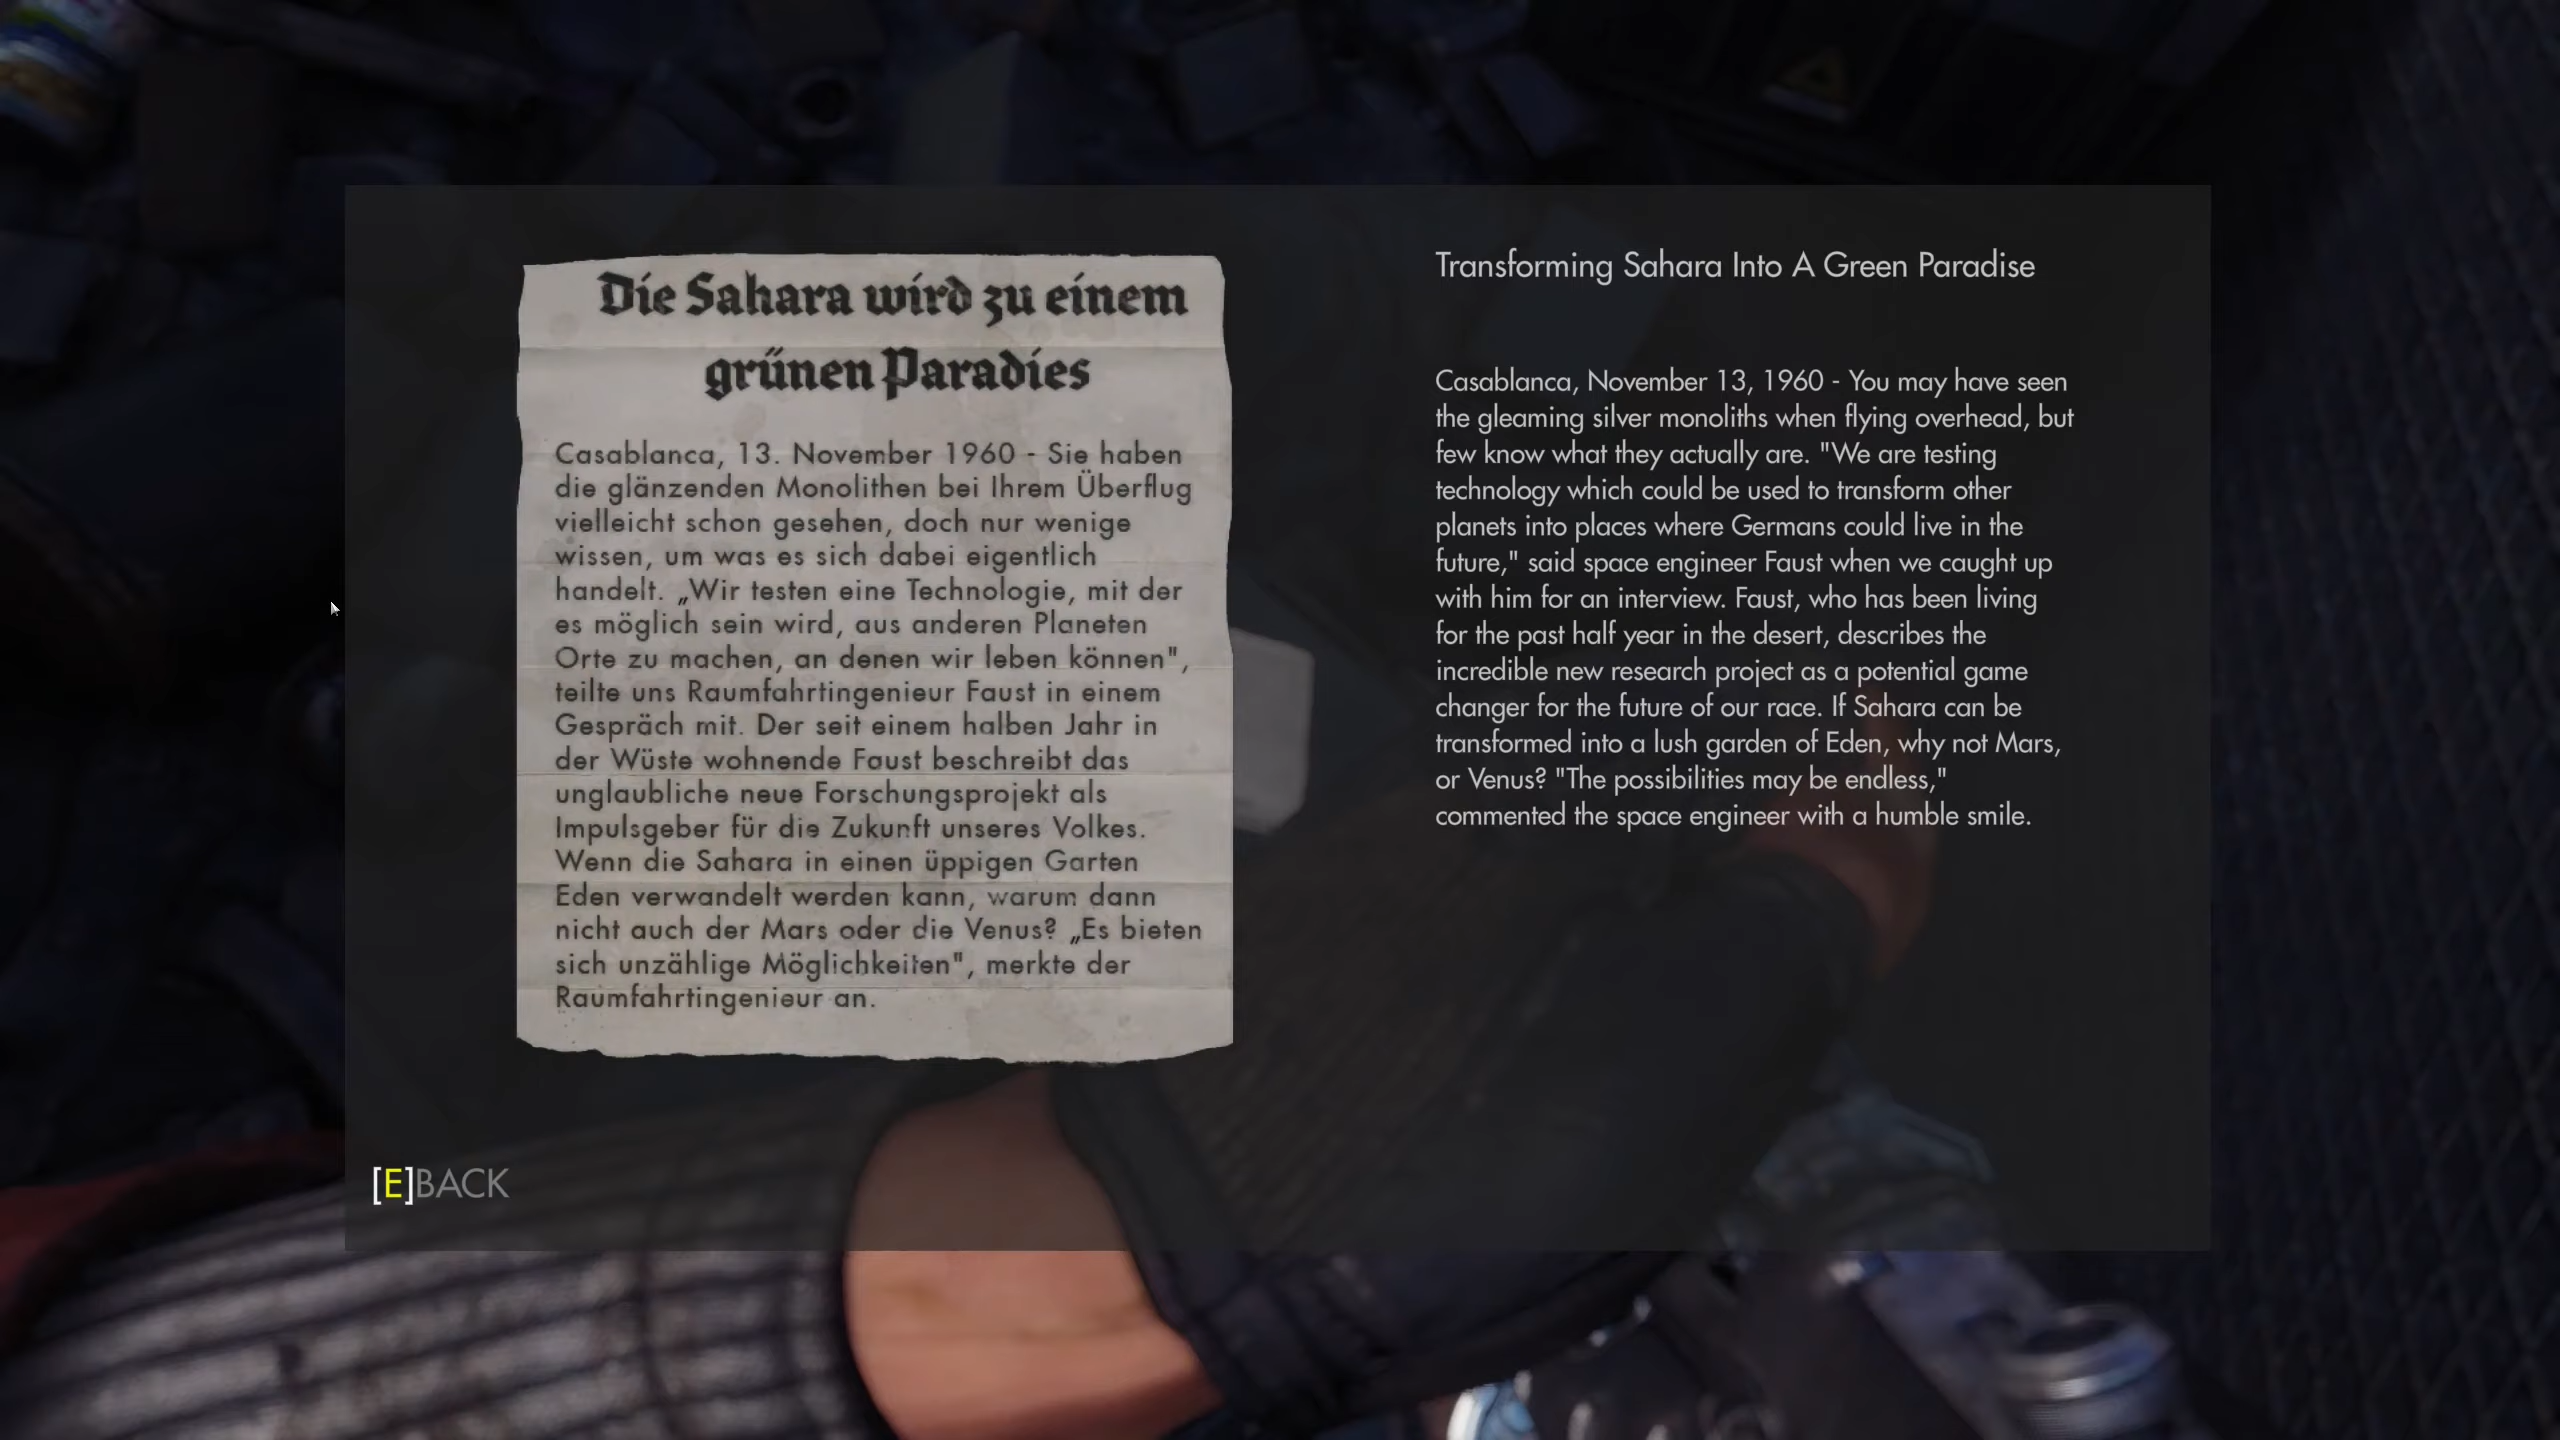 Die Sahara wird zu einem
grünen Paradies
Casablanca, 13. November 1960 - Sie haben
die glänzenden Monolithen bei Ihrem Überflug
vielleicht schon gesehen, doch nur wenige
wissen, um was es sich dabei eigentlich
handelt. „Wir testen eine Technologie, mit der
es möglich sein wird, aus anderen Planeten
Orte zu machen, an denen wir leben können",
teilte uns Raumfahrtingenieur Faust in einem
Gespräch mit. Der seit einem halben Jahr in
der Wüste wohnende Faust beschreibt das
unglaubliche neue Forschungsprojekt als
Impulsgeber für die Zukunft unseres Volkes.
Wenn die Sahara in einen üppigen Garten
Eden verwandelt werden kann, warum dann
nicht auch der Mars oder die Venus? „Es bieten
sich unzählige Möglichkeiten", merkte der
Raumfahrtingenieur an.
Transforming Sahara Into A Green Paradise
Casablanca, November 13, 1960 - You may have seen
the gleaming silver monoliths when flying overhead, but
few know what they actually are. "We are testing
technology which could be used to transform other
planets into places where Germans could live in the
future," said space engineer Faust when we caught up
with him for an interview. Faust, who has been living
for the past half year in the desert, describes the
incredible new research project as a potential game
changer for the future of our race. If Sahara can be
transformed into a lush garden of Eden, why not Mars,
or Venus? "The possibilities may be endless,"
commented the space engineer with a humble smile.
[E]BACK